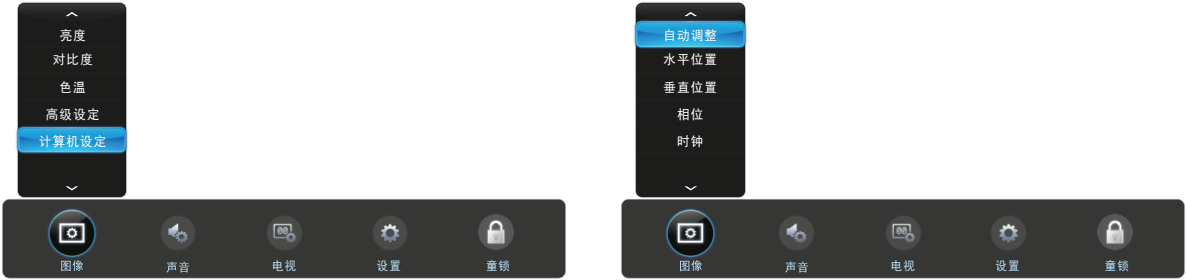 亮度
对比度
色温
高级设定
计算机设定
图像 声音 电视 设置 童锁
自动调整
水平位置
垂直位置
相位
时钟
图像 声音 电视 设置 童锁